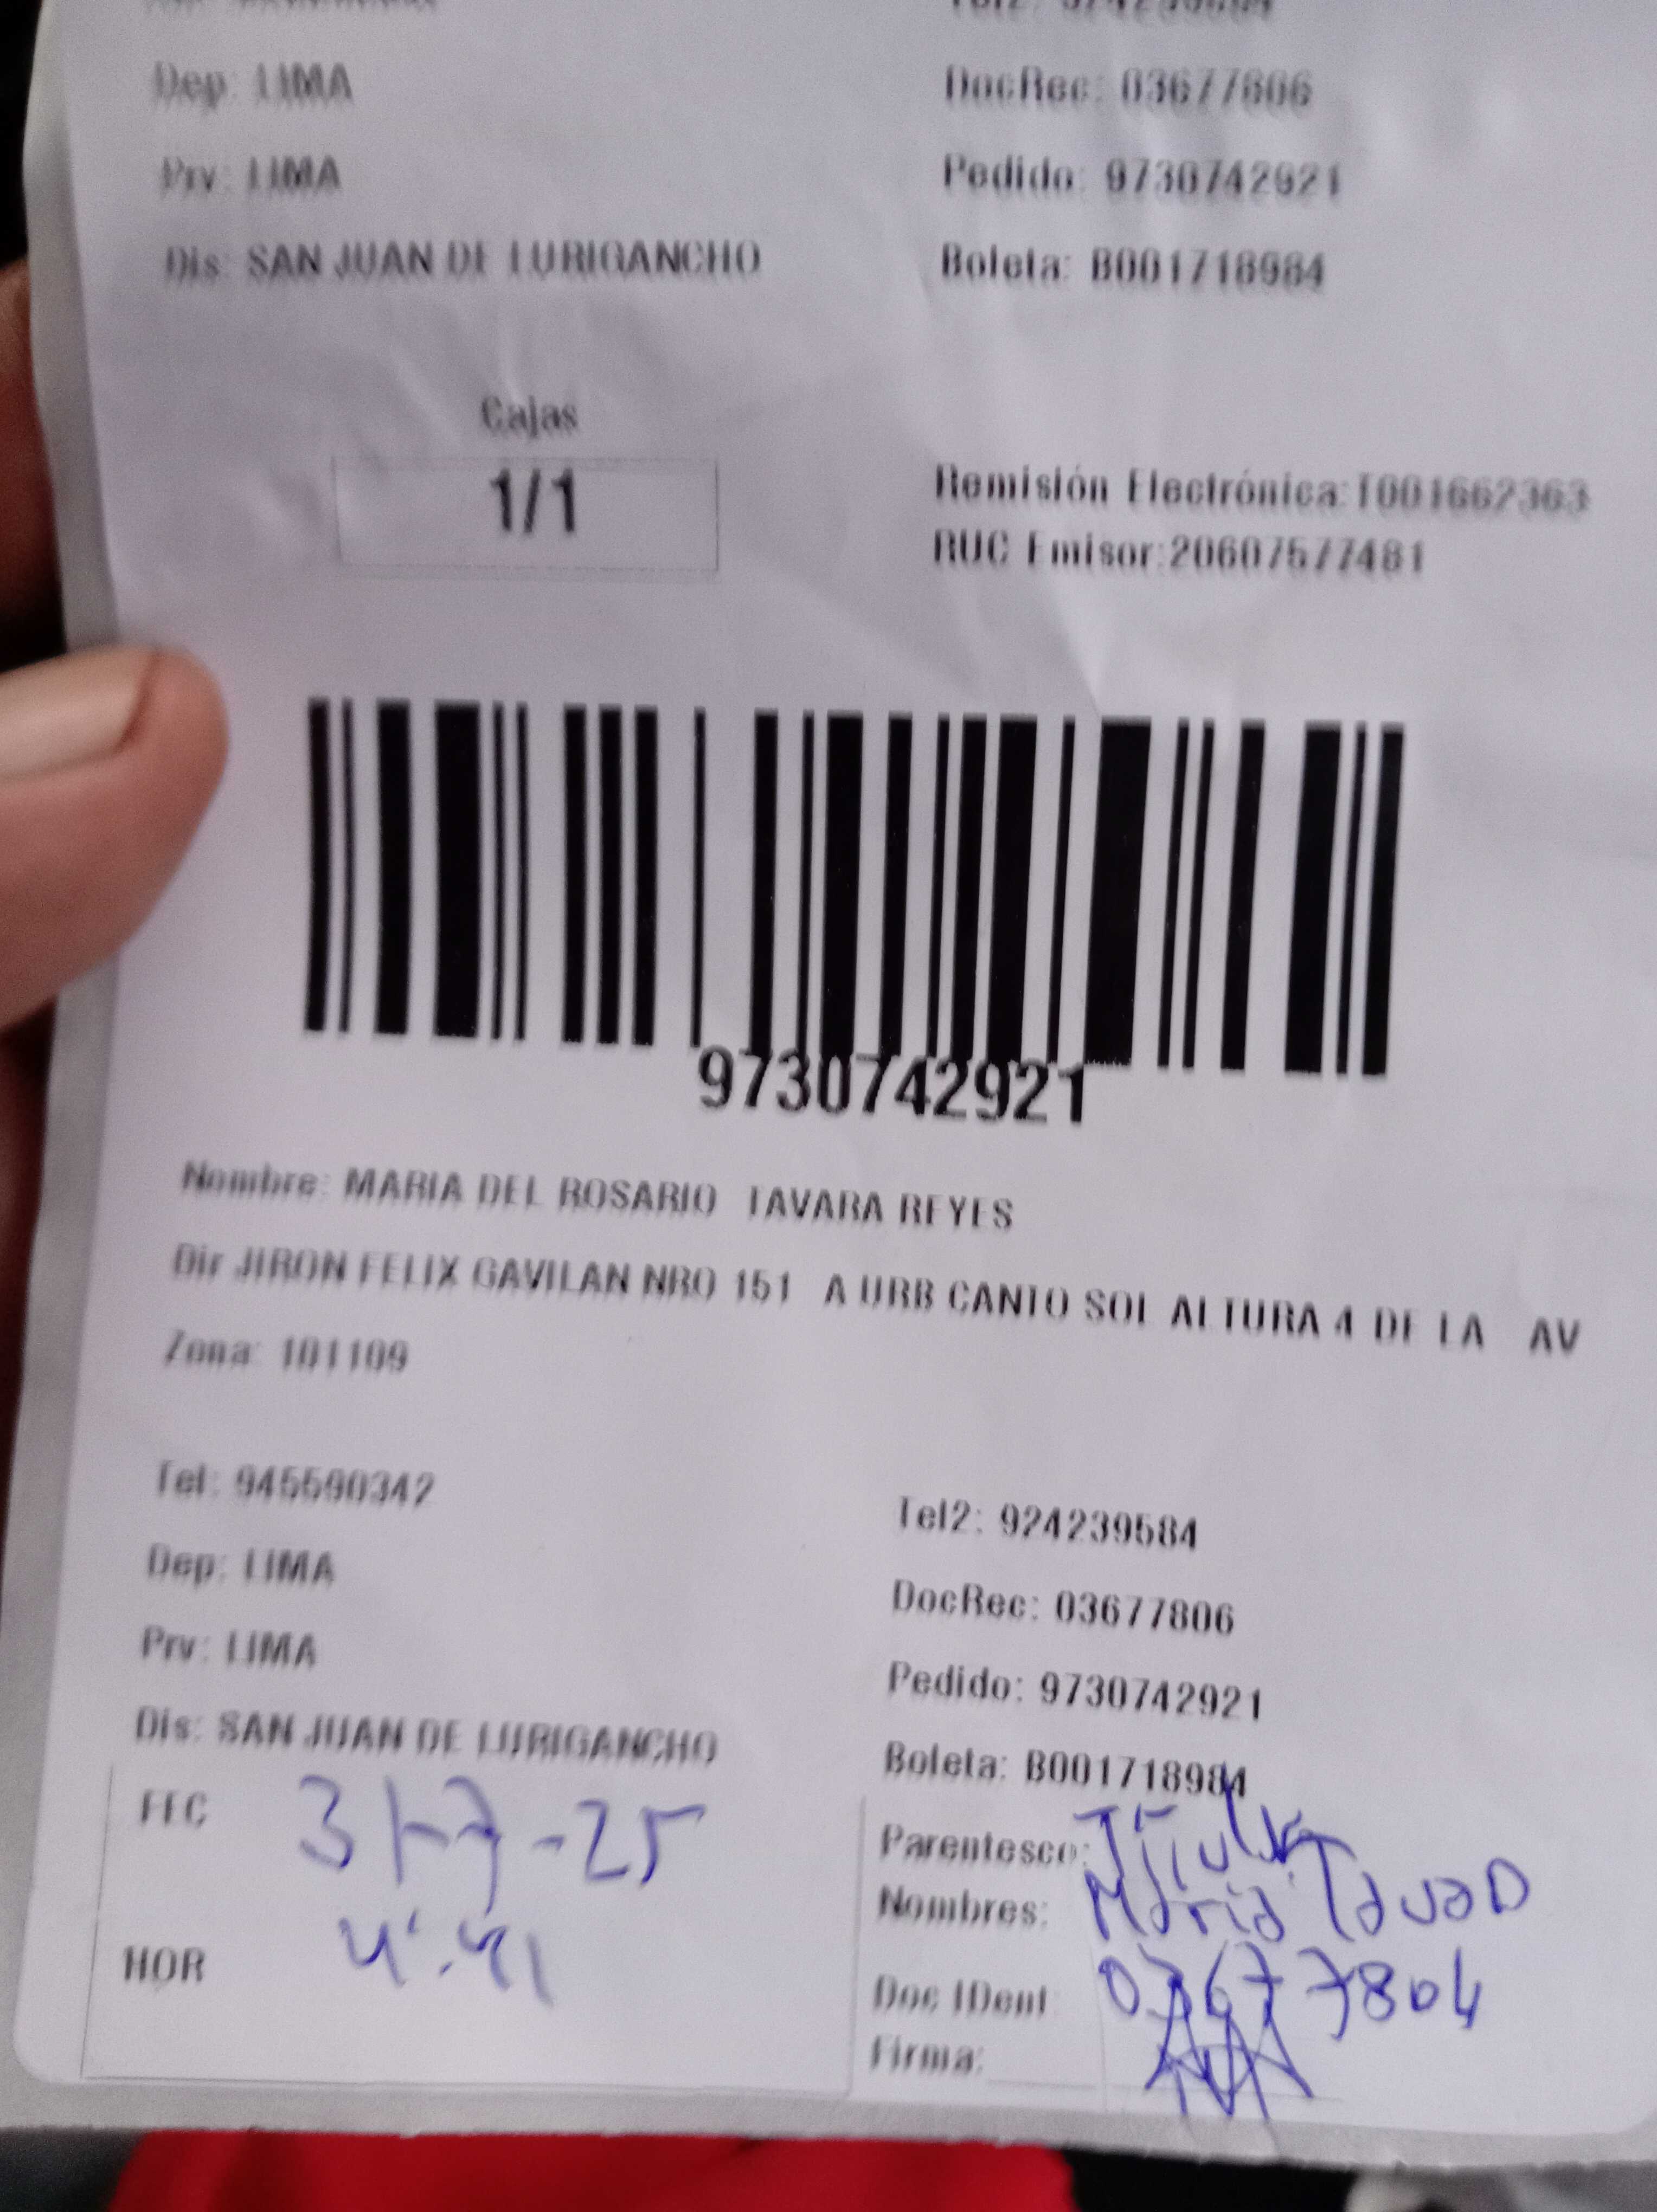 Tel2: 924239584
Dep: LIMA
DocRec: 03677806
Prv: LIMA
Pedido: 9730742921
Dis: SAN JUAN DE LURIGANCHO
Boleta: B001718984
Cajas
1/1
Remisión Electrónica:T001662363
RUC Emisor:20607577481
9730742921
Nombre: MARIA DEL ROSARIO TAVARA REYES
Dir JIRON FELIX GAVILAN NRO 151 A URB CANTO SOL ALTURA 4 DE LA AV
Zona: 101109
Tel: 945590342
Tel2: 924239584
Dep: LIMA
DocRec: 03677806
Prv: LIMA
Pedido: 9730742921
Dis: SAN JUAN DE LURIGANCHO
Boleta: B001718984
FEC 31-7-25
Parentesco:
Nombres: Maria
HOR 4:41
Doc IDent
Firma: